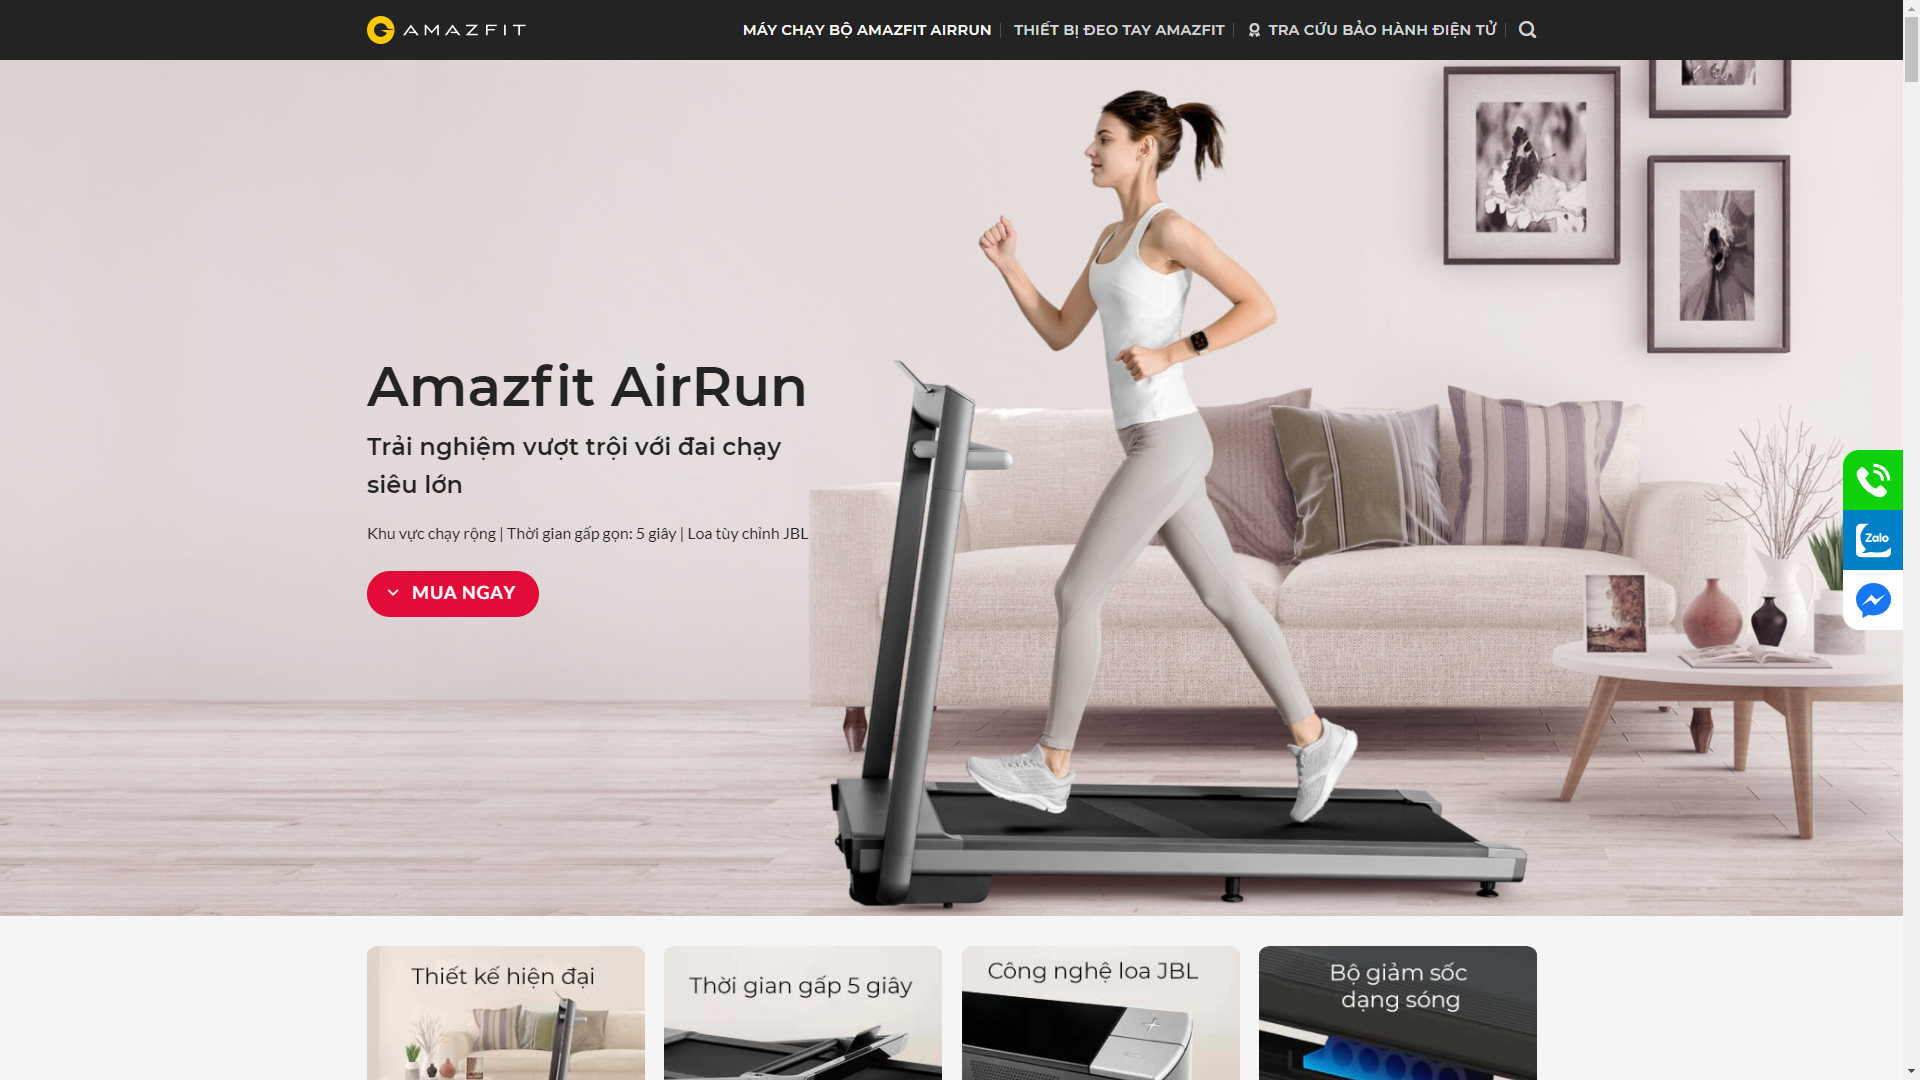 AMAZFIT
MÁY CHẠY BỘ AMAZFIT AIRRUN
THIẾT BỊ ĐEO TAY AMAZFIT
TRA CỨU BẢO HÀNH ĐIỆN TỬ
Amazfit AirRun
Trải nghiệm vượt trội với đai chạy
siêu lớn
Khu vực chạy rộng | Thời gian gấp gọn: 5 giây | Loa tùy chỉnh JBL
MUA NGAY
Zalo
Thiết kế hiện đại
Thời gian gấp 5 giây
Công nghệ loa JBL
Bộ giảm sốc
dạng sóng